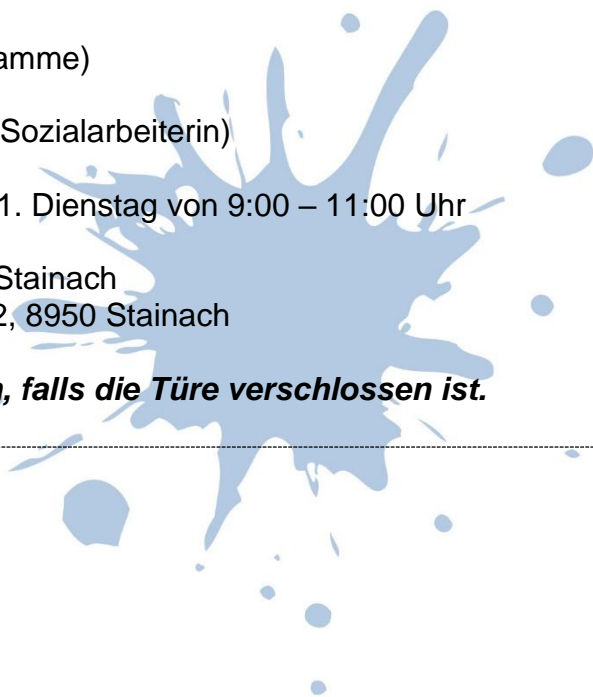 amme)
Sozialarbeiterin)
1. Dienstag von 9:00 – 11:00 Uhr
Stainach
2, 8950 Stainach
, falls die Türe verschlossen ist.